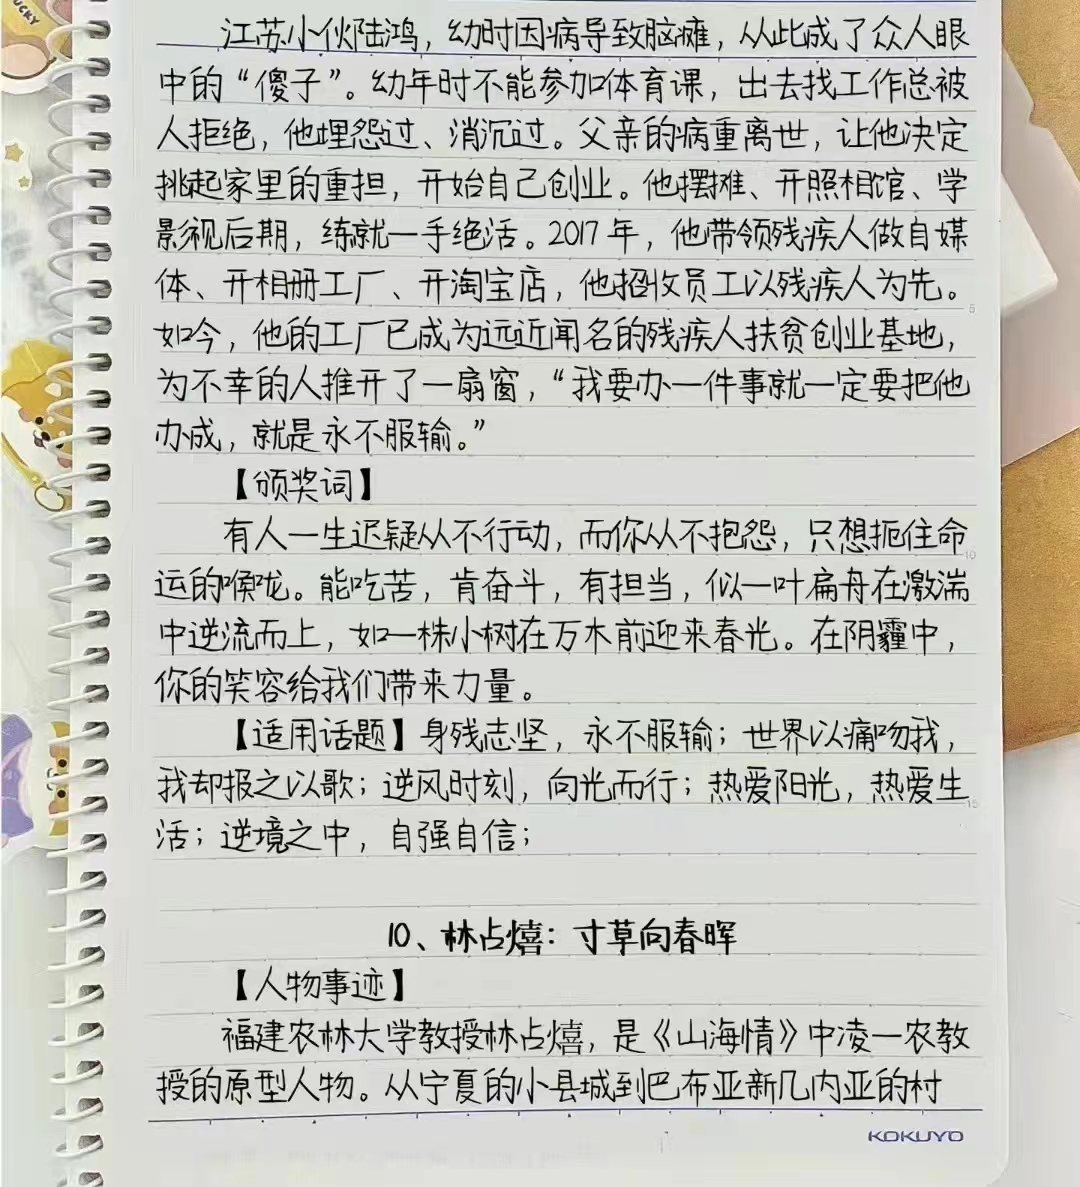 LUCKY
江苏小伙陆鸿，幼时因病导致脑瘫，从此成了众人眼
中的“傻子”。幼年时不能参加体育课，出去找工作总被
人拒绝，他埋怨过、消沉过。父亲的病重离世，让他决定
挑起家里的重担，开始自己创业。他摆摊、开照相馆、学
影视后期，练就一手绝活。2017年，他带领残疾人做自媒
体、开相册工厂、开淘宝店，他招收员工以残疾人为先。
如今，他的工厂已成为远近闻名的残疾人扶贫创业基地，
为不幸的人推开了一扇窗，“我要办一件事就一定要把他
办成，就是永不服输。”
【颁奖词】
有人一生迟疑从不行动，而你从不抱怨，只想扼住命
运的喉咙。能吃苦，肯奋斗，有担当，似一叶扁舟在激湍
中逆流而上，如一株小树在万木前迎来春光。在阴霾中，
你的笑容给我们带来力量。
【适用话题】身残志坚，永不服输；世界以痛吻我，
我却报之以歌；逆风时刻，向光而行；热爱阳光，热爱生
活；逆境之中，自强自信；
10、林占熺：寸草向春晖
【人物事迹】
福建农林大学教授林占熺，是《山海情》中凌一农教
授的原型人物。从宁夏的小县城到巴布亚新几内亚的村
KOKUYO
5
10
15